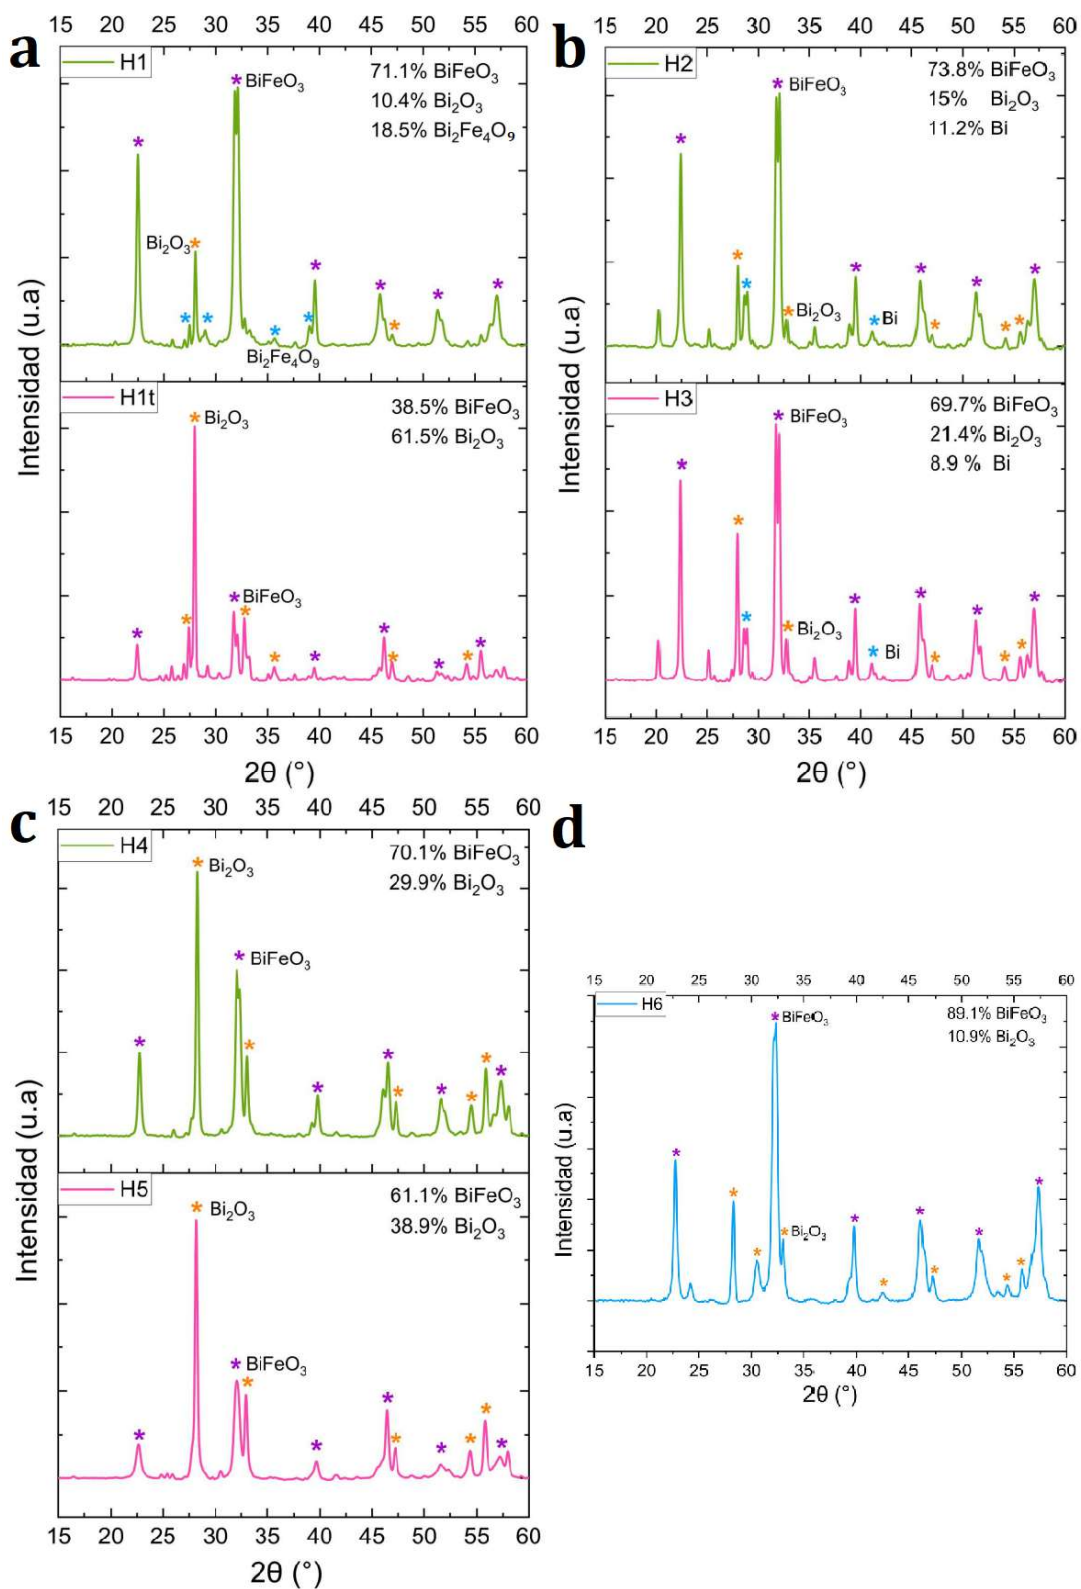 a
15 20 25 30 35 40 45 50 55 60
H1
* BiFeO₃
71.1% BiFeO₃
10.4% Bi₂O₃
18.5% Bi₂Fe₄O₉
Bi₂O₃ *
Bi₂Fe₄O₉
H1t
* Bi₂O₃
38.5% BiFeO₃
61.5% Bi₂O₃
* BiFeO₃
Intensidad (u.a)
15 20 25 30 35 40 45 50 55 60
2θ (°)
b
15 20 25 30 35 40 45 50 55 60
H2
* BiFeO₃
73.8% BiFeO₃
15% Bi₂O₃
11.2% Bi
* Bi₂O₃
* Bi
H3
* BiFeO₃
69.7% BiFeO₃
21.4% Bi₂O₃
8.9 % Bi
* Bi₂O₃
* Bi
Intensidad (u.a)
15 20 25 30 35 40 45 50 55 60
2θ (°)
c
15 20 25 30 35 40 45 50 55 60
H4
* Bi₂O₃
70.1% BiFeO₃
29.9% Bi₂O₃
* BiFeO₃
H5
* Bi₂O₃
61.1% BiFeO₃
38.9% Bi₂O₃
* BiFeO₃
Intensidad (u.a)
15 20 25 30 35 40 45 50 55 60
2θ (°)
d
15 20 25 30 35 40 45 50 55 60
H6
* BiFeO₃
89.1% BiFeO₃
10.9% Bi₂O₃
* Bi₂O₃
Intensidad (u.a)
15 20 25 30 35 40 45 50 55 60
2θ (°)